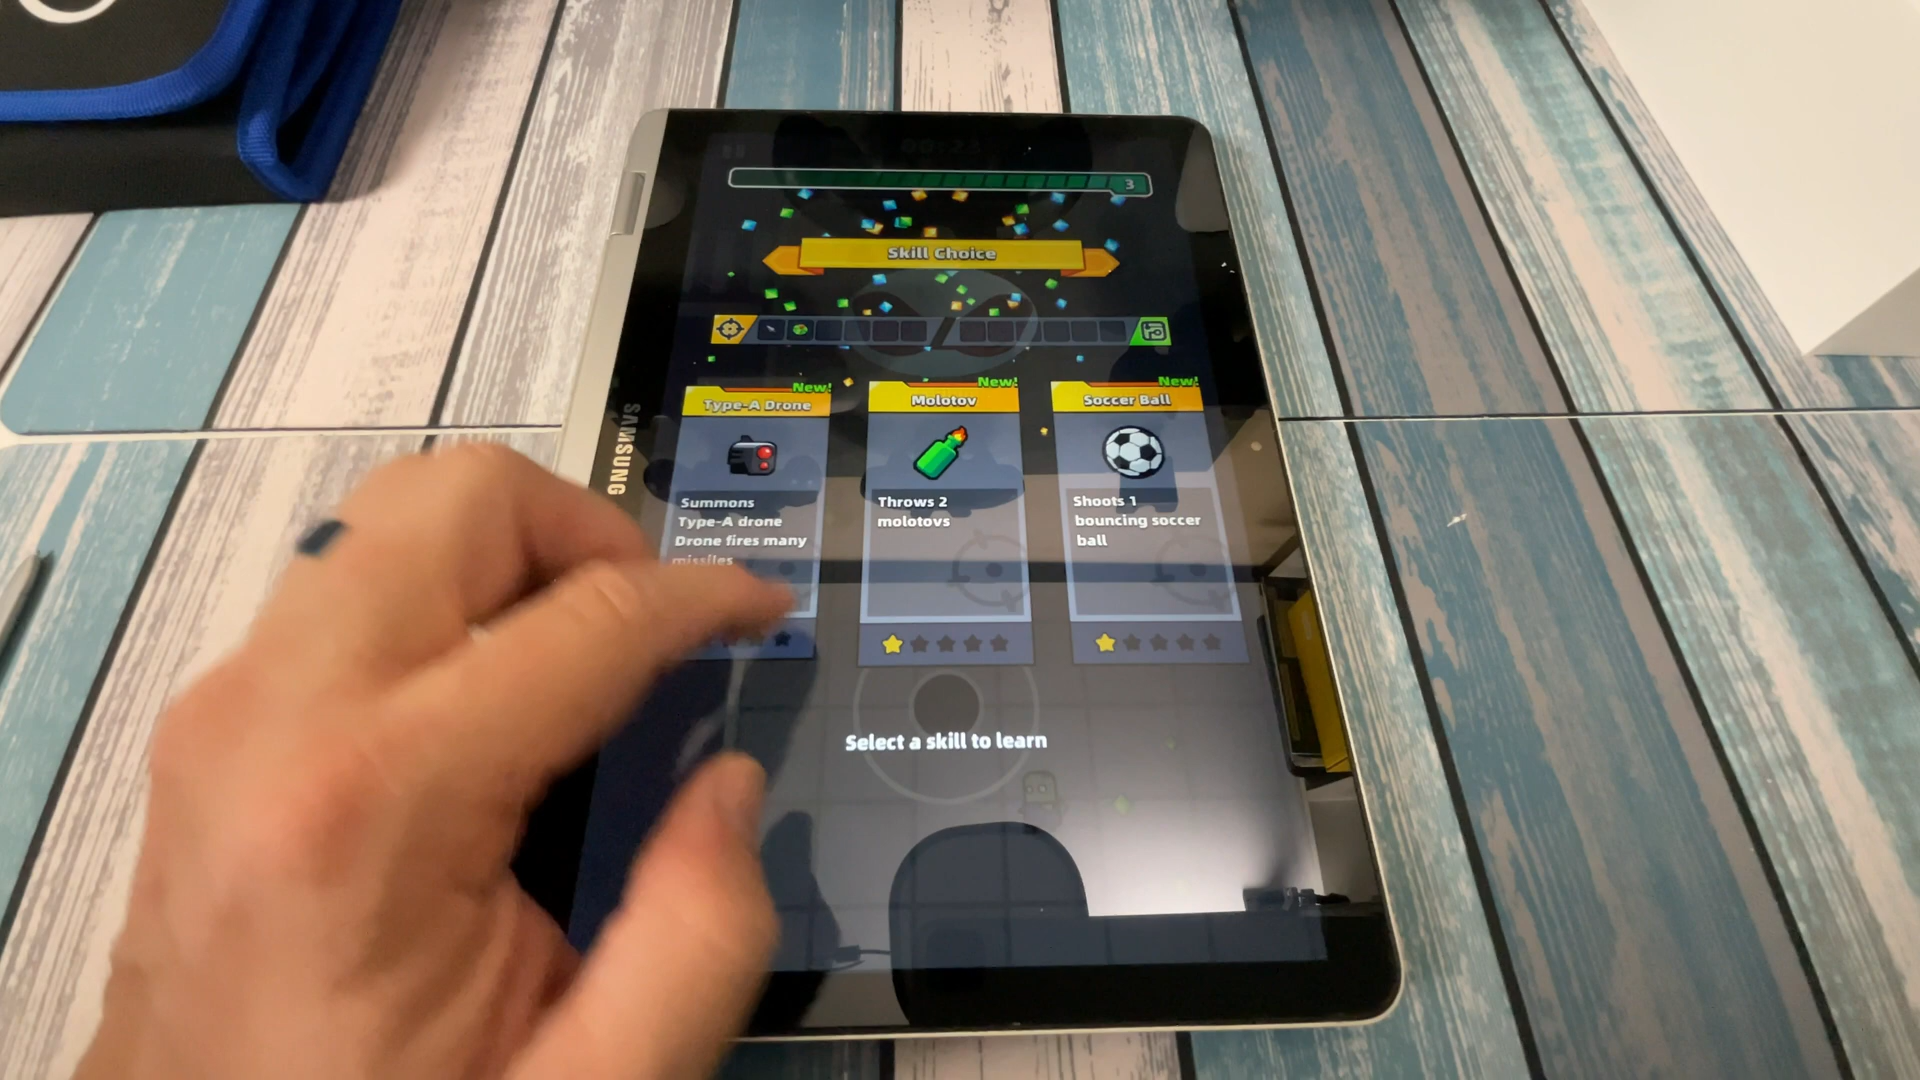 3
Skill Choice
New!
New!
New!
Type-A Drone
Molotov
Soccer Ball
Summons
Type-A drone
Drone fires many
missiles
Throws 2
molotovs
Shoots 1
bouncing soccer
ball
Select a skill to learn
SAMSUNG